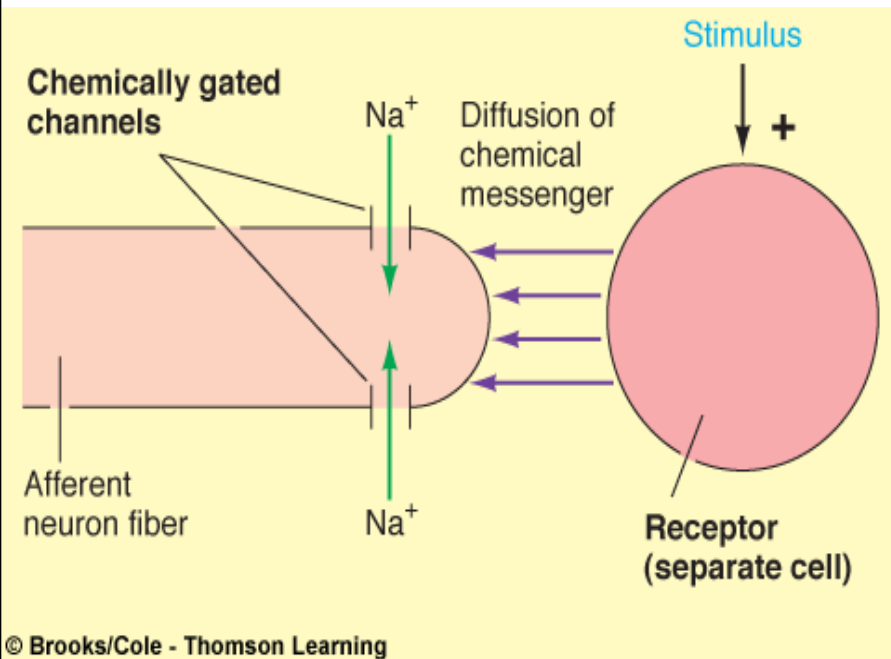 Stimulus
+
Chemically gated
channels
Na+
Diffusion of
chemical
messenger
Afferent
neuron fiber
Na+
Receptor
(separate cell)
© Brooks/Cole - Thomson Learning